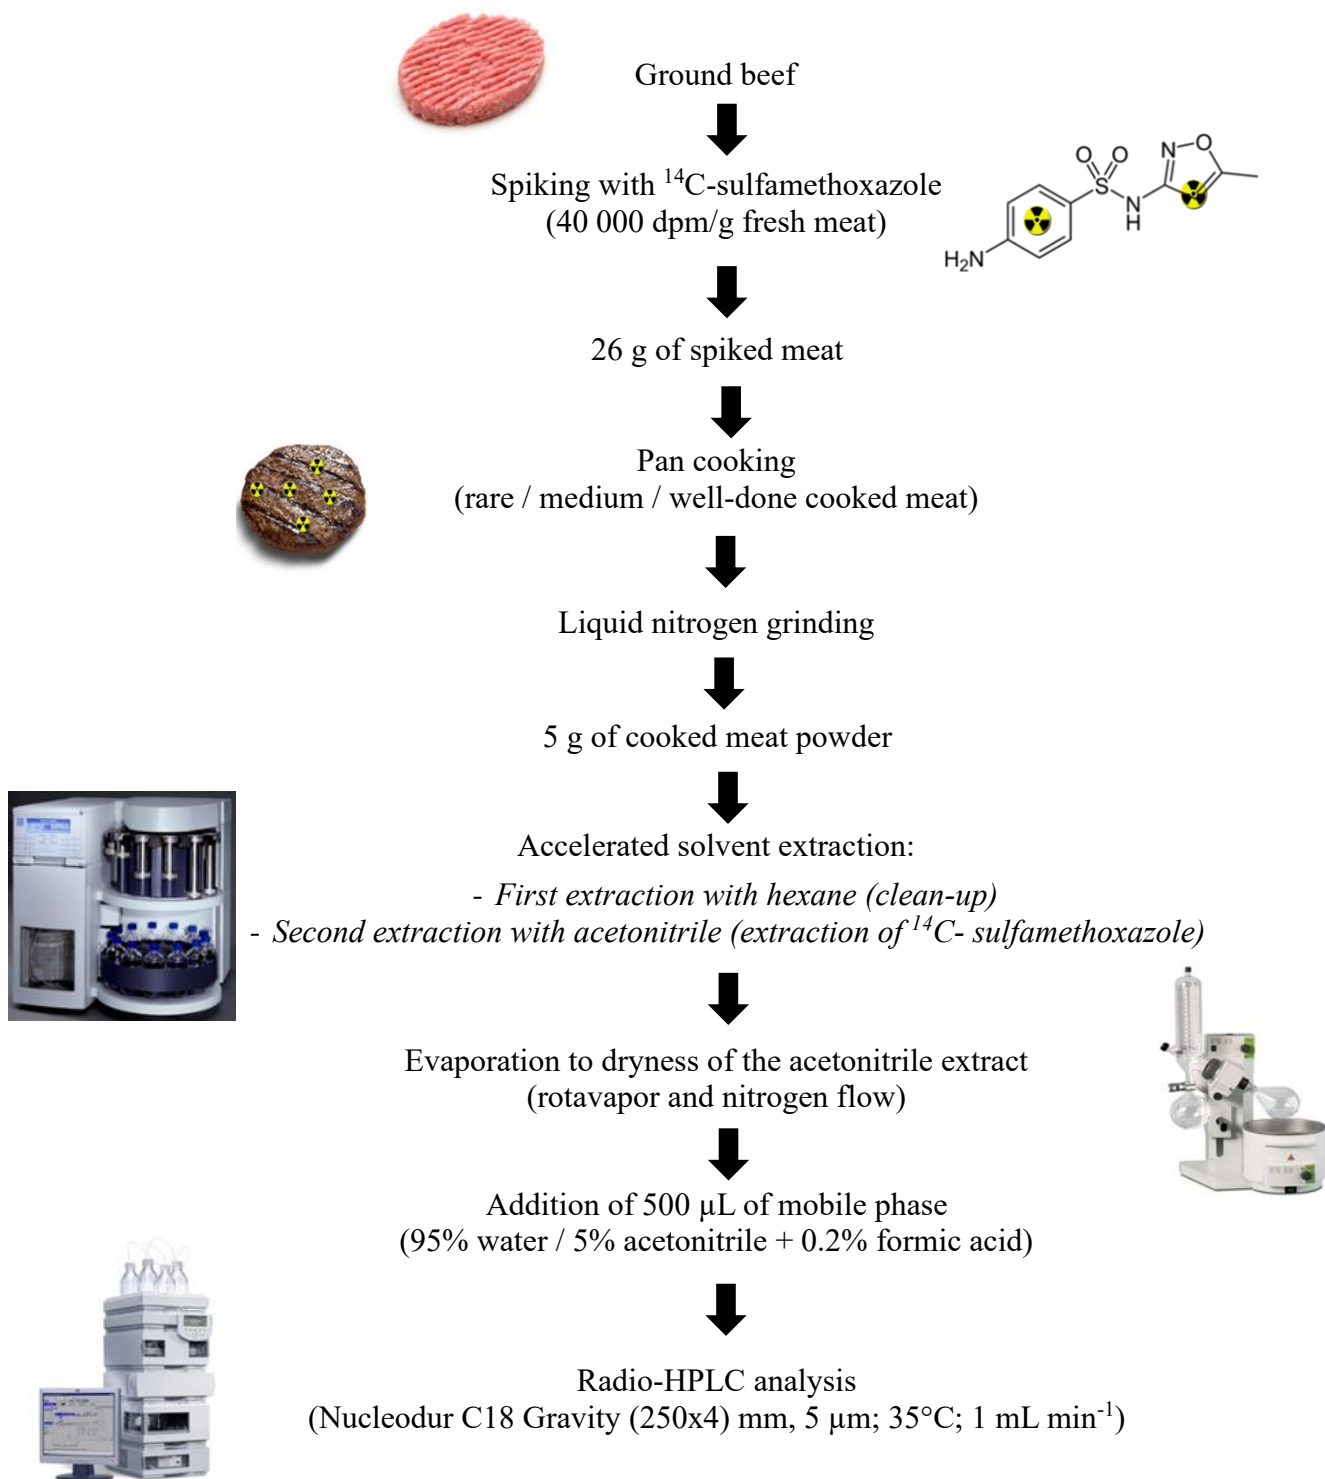 Ground beef
Spiking with ¹⁴C-sulfamethoxazole
(40 000 dpm/g fresh meat)
O O
S
N
H
N O
H₂N
26 g of spiked meat
Pan cooking
(rare / medium / well-done cooked meat)
Liquid nitrogen grinding
5 g of cooked meat powder
Accelerated solvent extraction:
- First extraction with hexane (clean-up)
- Second extraction with acetonitrile (extraction of ¹⁴C- sulfamethoxazole)
Evaporation to dryness of the acetonitrile extract
(rotavapor and nitrogen flow)
Addition of 500 µL of mobile phase
(95% water / 5% acetonitrile + 0.2% formic acid)
Radio-HPLC analysis
(Nucleodur C18 Gravity (250x4) mm, 5 µm; 35°C; 1 mL min⁻¹)